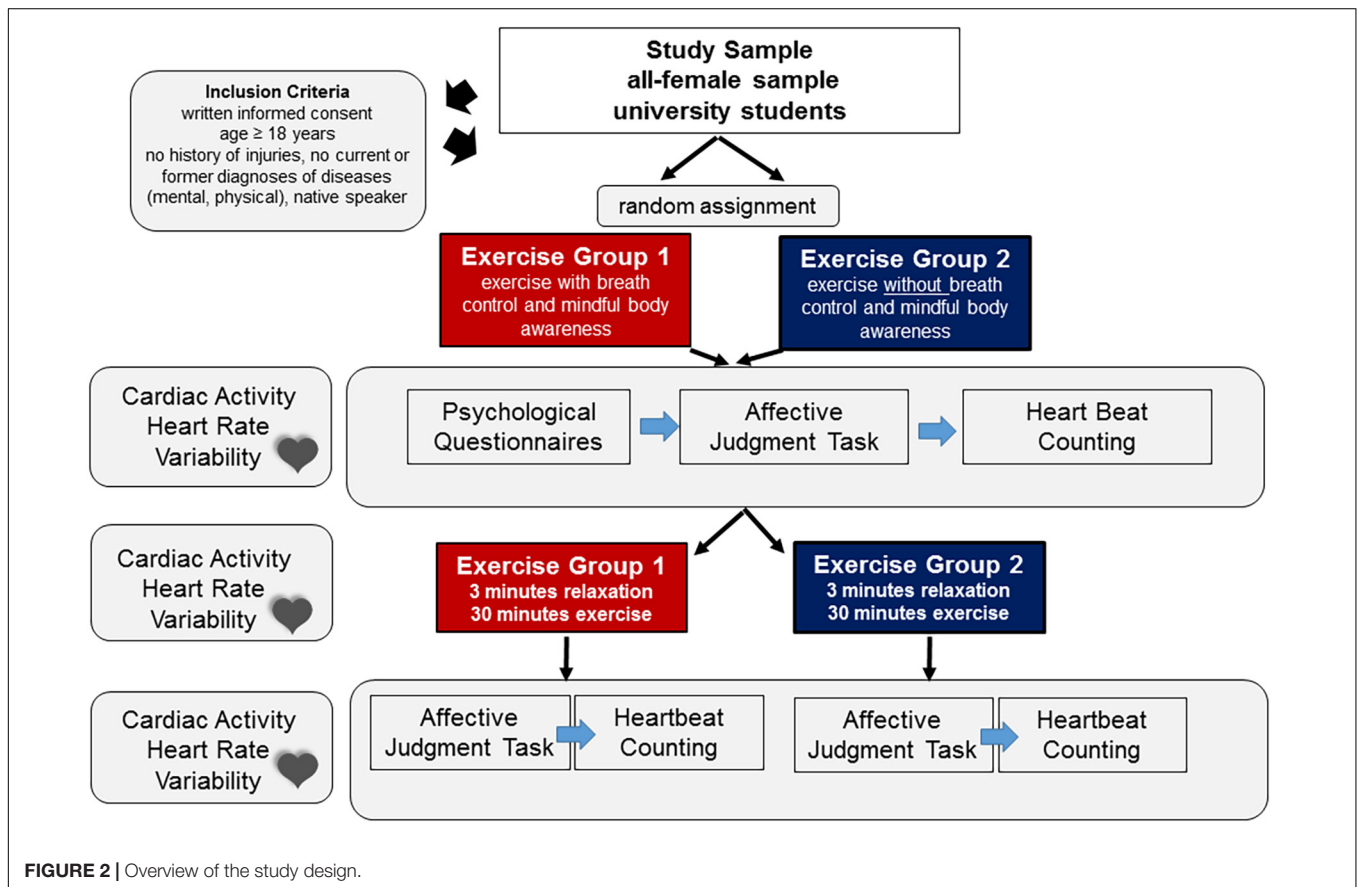 Study Sample
all-female sample
university students
Inclusion Criteria
written informed consent
age ≥ 18 years
no history of injuries, no current or
former diagnoses of diseases
(mental, physical), native speaker
random assignment
Exercise Group 1
exercise with breath
control and mindful body
awareness
Exercise Group 2
exercise without breath
control and mindful body
awareness
Cardiac Activity
Heart Rate
Variability
Psychological
Questionnaires
Affective
Judgment Task
Heart Beat
Counting
Cardiac Activity
Heart Rate
Variability
Exercise Group 1
3 minutes relaxation
30 minutes exercise
Exercise Group 2
3 minutes relaxation
30 minutes exercise
Cardiac Activity
Heart Rate
Variability
Affective
Judgment Task
Heartbeat
Counting
Affective
Judgment Task
Heartbeat
Counting
FIGURE 2 | Overview of the study design.